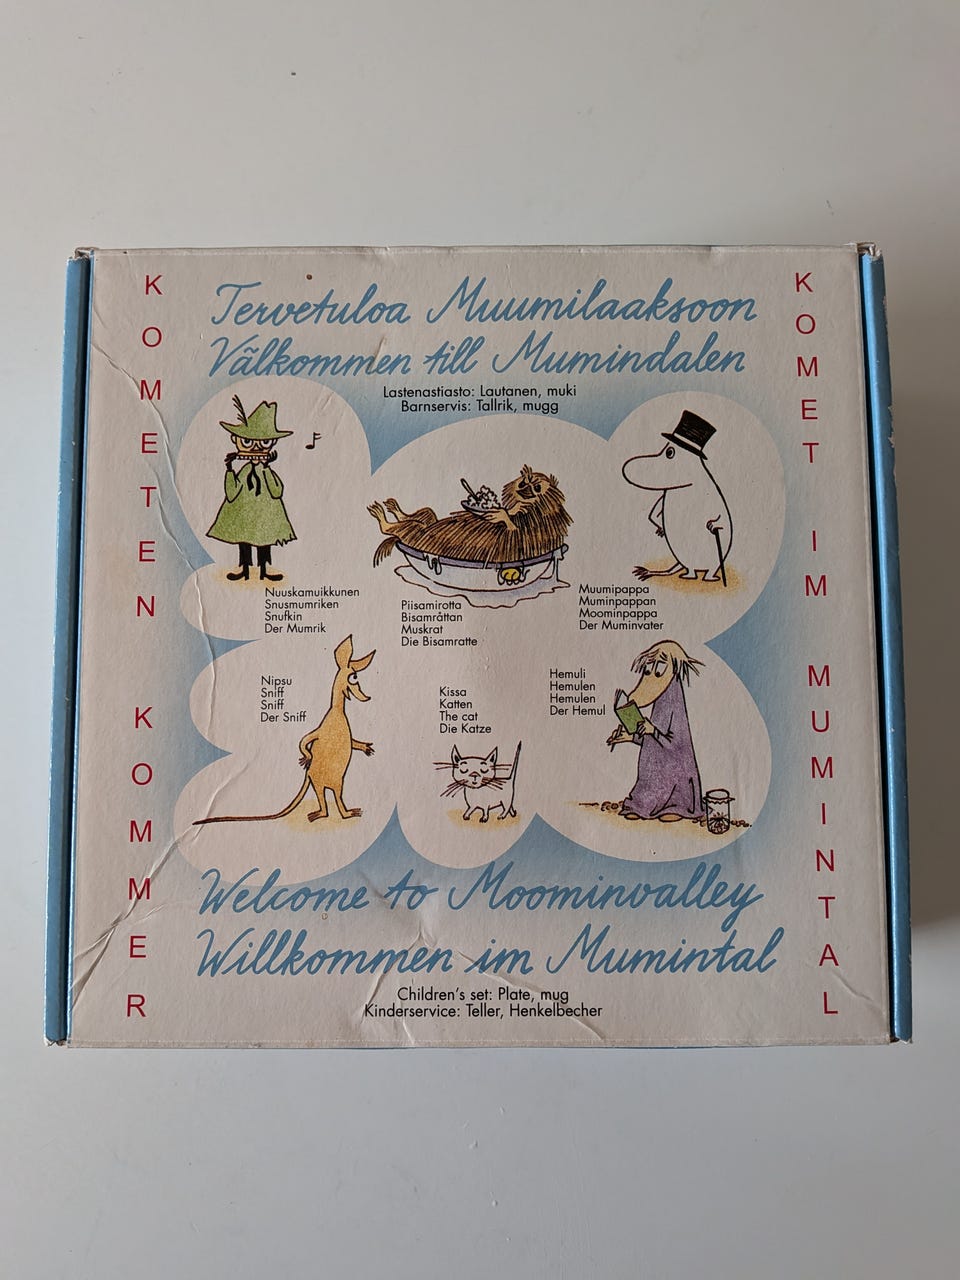 Tervetuloa Muumilaaksoon
Välkommen till Mumindalen
Lastenastiasto: Lautanen, muki
Barnservis: Tallrik, mugg
KOMETEN KOMMER
KOMET IM MUMINTAL
Nuuskamuikkunen
Snusmumriken
Snufkin
Der Mumrik
Piisamirotta
Bisamråttan
Muskrat
Die Bisamratte
Muumipappa
Muminpappan
Moominpappa
Der Muminvater
Nipsu
Sniff
Sniff
Der Sniff
Kissa
Katten
The cat
Die Katze
Hemuli
Hemulen
Hemulen
Der Hemul
Welcome to Moominvalley
Willkommen im Mumintal
Children's set: Plate, mug
Kinderservice: Teller, Henkelbecher